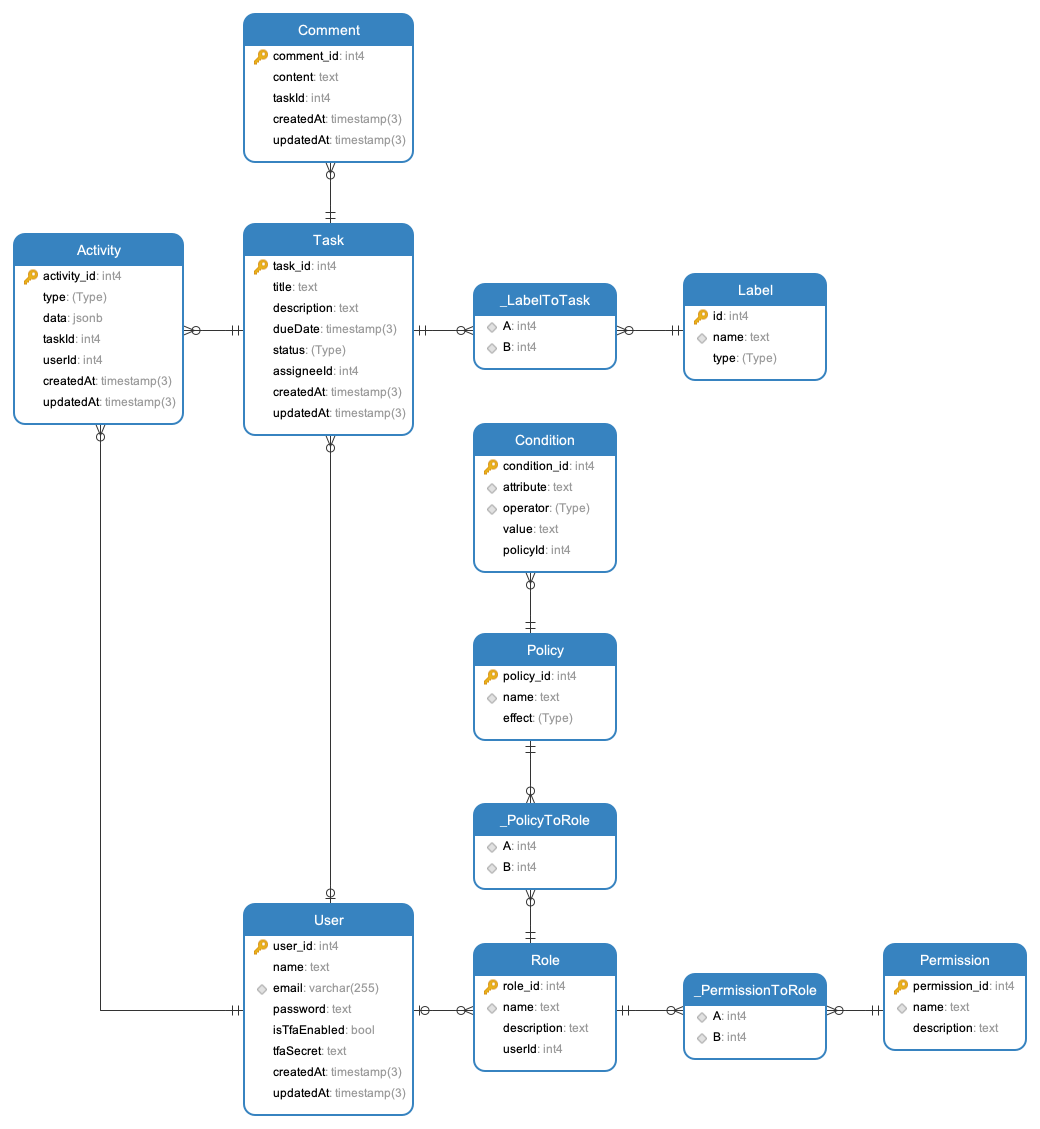 Comment
comment_id: int4
content: text
taskId: int4
createdAt: timestamp(3)
updatedAt: timestamp(3)
Activity
activity_id: int4
type: (Type)
data: jsonb
taskId: int4
userId: int4
createdAt: timestamp(3)
updatedAt: timestamp(3)
Task
task_id: int4
title: text
description: text
dueDate: timestamp(3)
status: (Type)
assigneeId: int4
createdAt: timestamp(3)
updatedAt: timestamp(3)
_LabelToTask
A: int4
B: int4
Label
id: int4
name: text
type: (Type)
Condition
condition_id: int4
attribute: text
operator: (Type)
value: text
policyId: int4
Policy
policy_id: int4
name: text
effect: (Type)
_PolicyToRole
A: int4
B: int4
User
user_id: int4
name: text
email: varchar(255)
password: text
isTfaEnabled: bool
tfaSecret: text
createdAt: timestamp(3)
updatedAt: timestamp(3)
Role
role_id: int4
name: text
description: text
userId: int4
_PermissionToRole
A: int4
B: int4
Permission
permission_id: int4
name: text
description: text